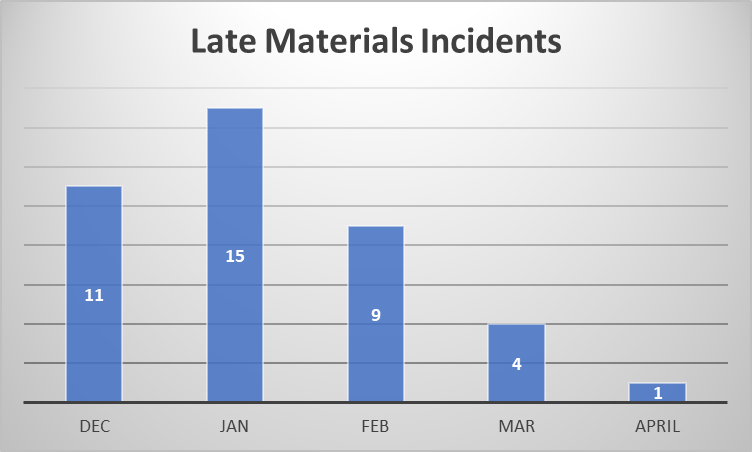 Late Materials Incidents
11
15
9
4
1
DEC
JAN
FEB
MAR
APRIL